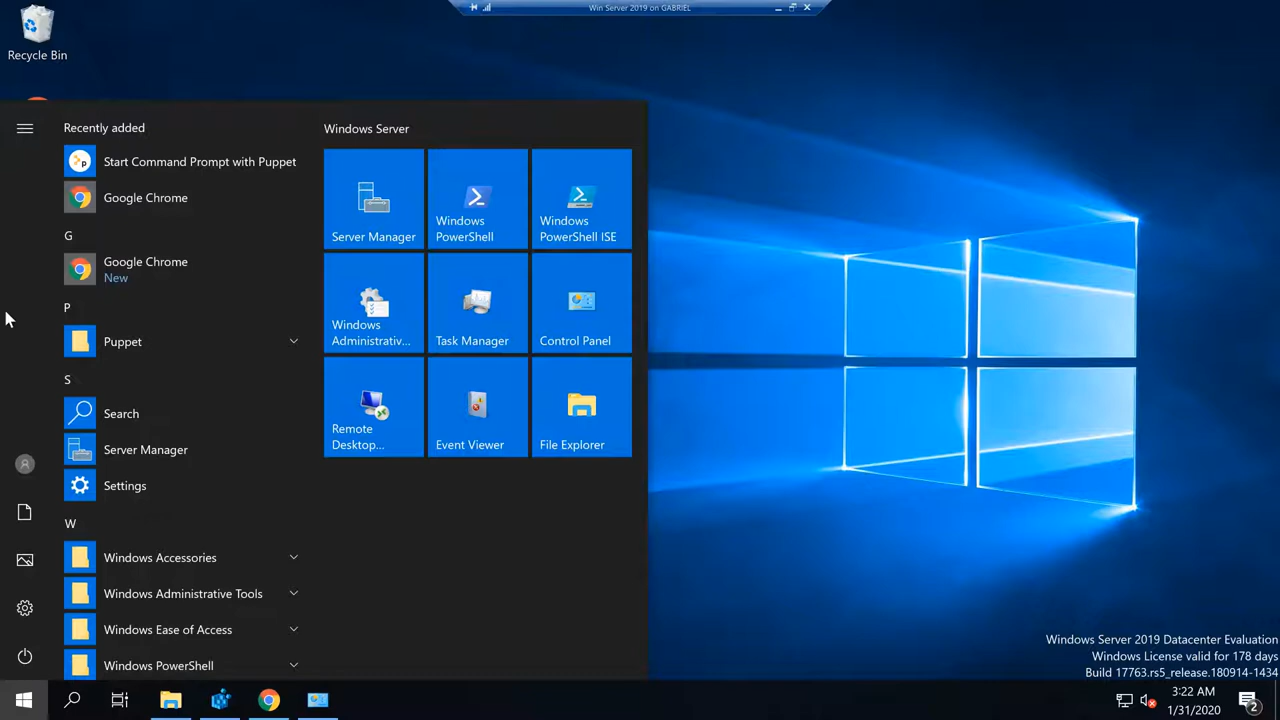 Win Server 2019 on GABRIEL
Recycle Bin
Recently added
Start Command Prompt with Puppet
Google Chrome
G
Google Chrome
New
P
Puppet
S
Search
Server Manager
Settings
W
Windows Accessories
Windows Administrative Tools
Windows Ease of Access
Windows PowerShell
Windows Server
Server Manager
Windows
PowerShell
Windows
PowerShell ISE
Windows
Administrativ...
Task Manager
Control Panel
Remote
Desktop...
Event Viewer
File Explorer
Windows Server 2019 Datacenter Evaluation
Windows License valid for 178 days
Build 17763.rs5_release.180914-1434
3:22 AM
1/31/2020
2